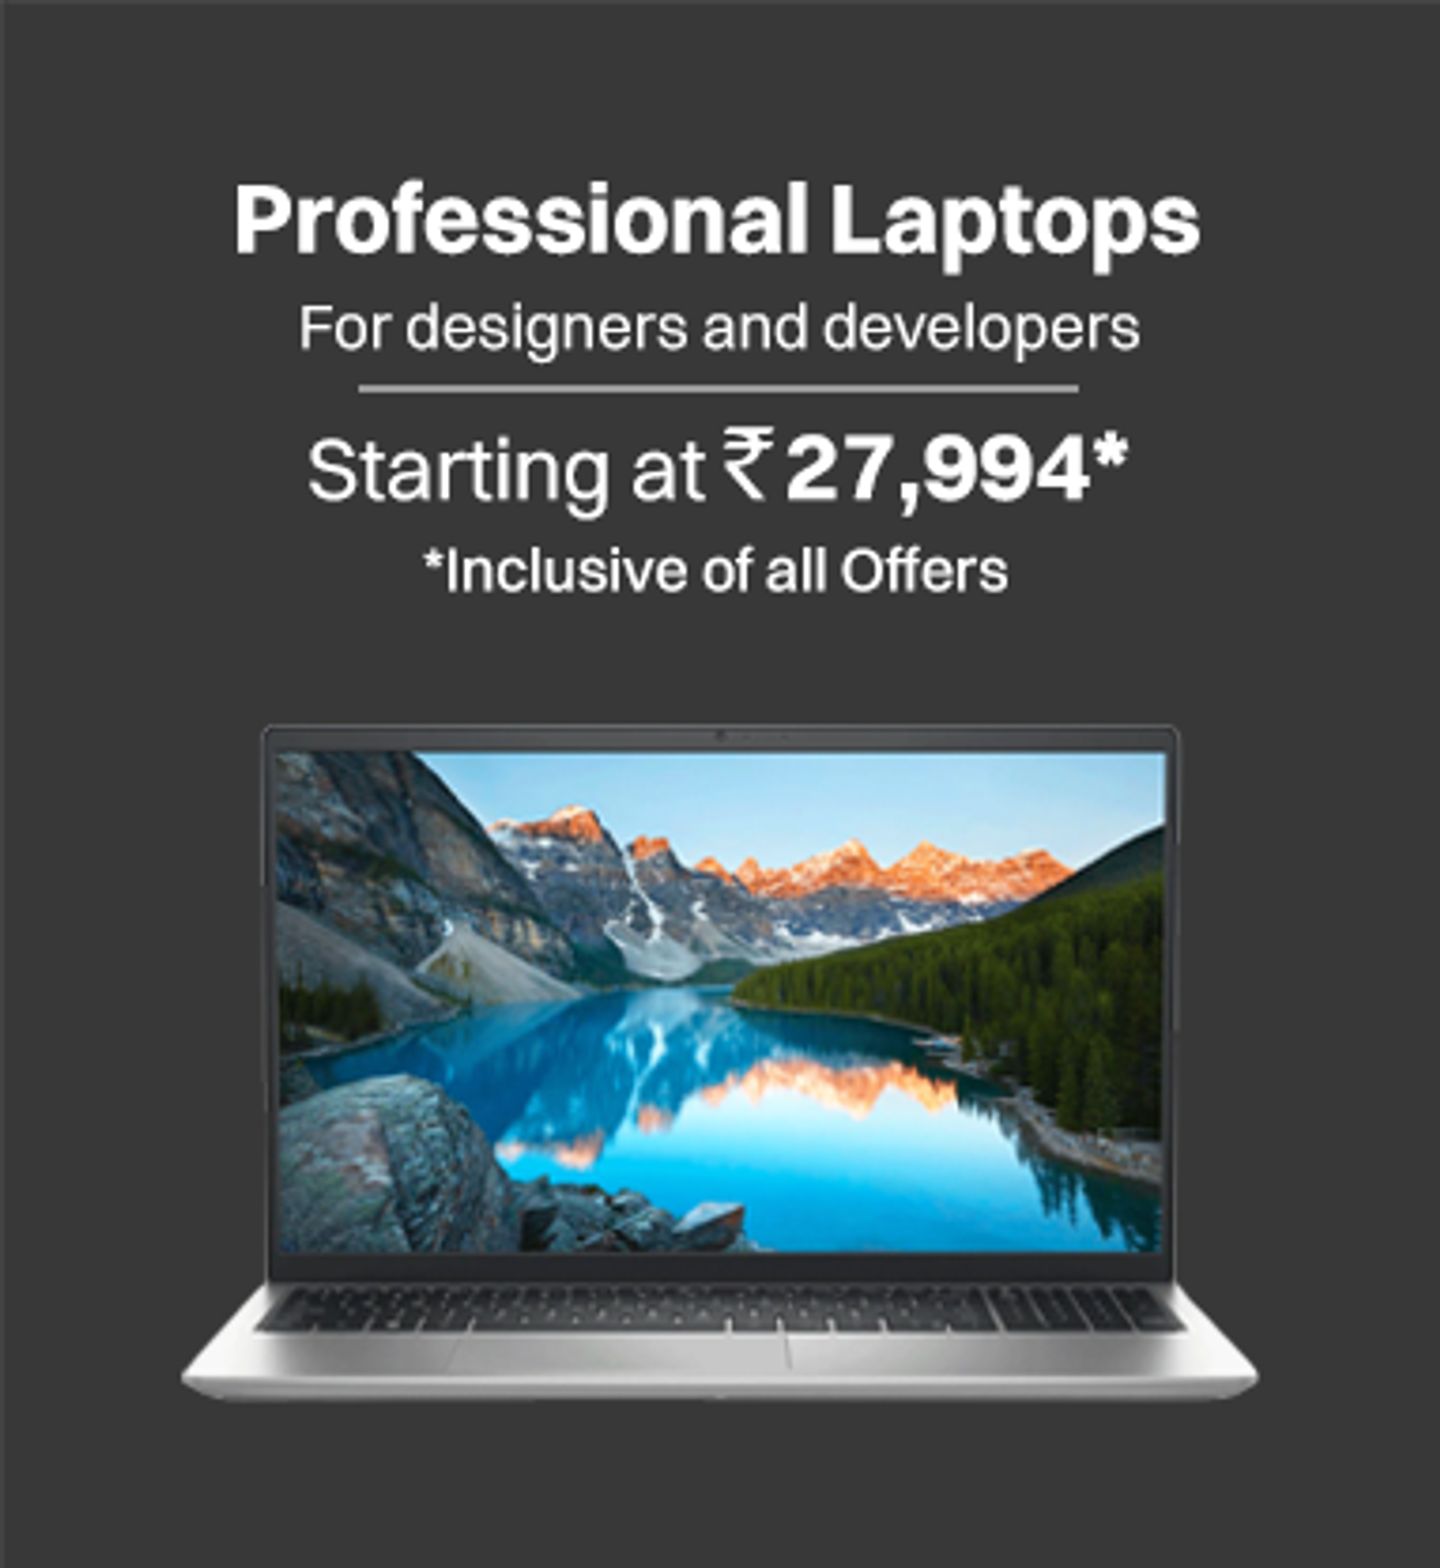 Professional Laptops
For designers and developers
Starting at ₹27,994*
*Inclusive of all Offers